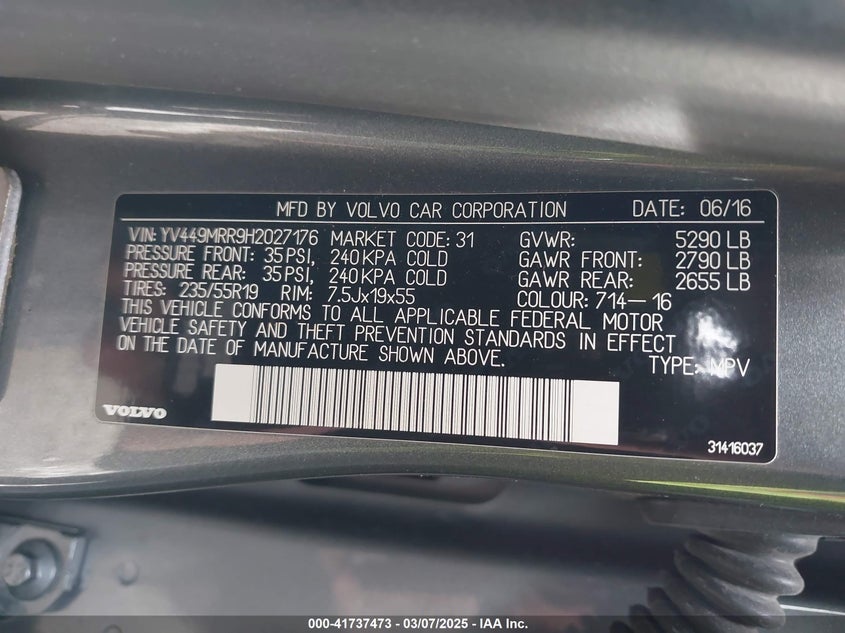 MFD BY VOLVO CAR CORPORATION DATE: 06/16
VIN: YV449MRR9H2027176 MARKET CODE: 31 GVWR: 5290 LB
PRESSURE FRONT: 35 PSI, 240 KPA COLD GAWR FRONT: 2790 LB
PRESSURE REAR: 35 PSI, 240 KPA COLD GAWR REAR: 2655 LB
TIRES: 235/55R19 RIM: 7.5Jx19x55 COLOUR: 714-16
THIS VEHICLE CONFORMS TO ALL APPLICABLE FEDERAL MOTOR
VEHICLE SAFETY AND THEFT PREVENTION STANDARDS IN EFFECT
ON THE DATE OF MANUFACTURE SHOWN ABOVE.
TYPE: MPV
VOLVO
31416037
000-41737473 - 03/07/2025 - IAA Inc.